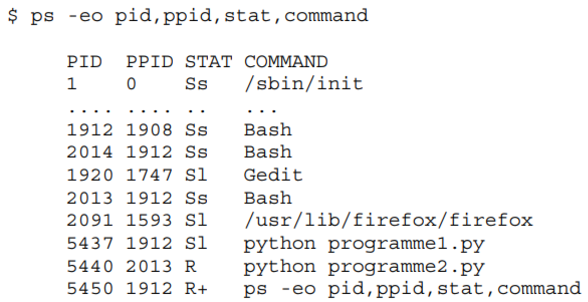 $ ps -eo pid,ppid,stat,command
PID PPID STAT COMMAND
1 0 Ss /sbin/init
.... .... .. ...
1912 1908 Ss Bash
2014 1912 Ss Bash
1920 1747 Sl Gedit
2013 1912 Ss Bash
2091 1593 Sl /usr/lib/firefox/firefox
5437 1912 Sl python programme1.py
5440 2013 R python programme2.py
5450 1912 R+ ps -eo pid,ppid,stat,command